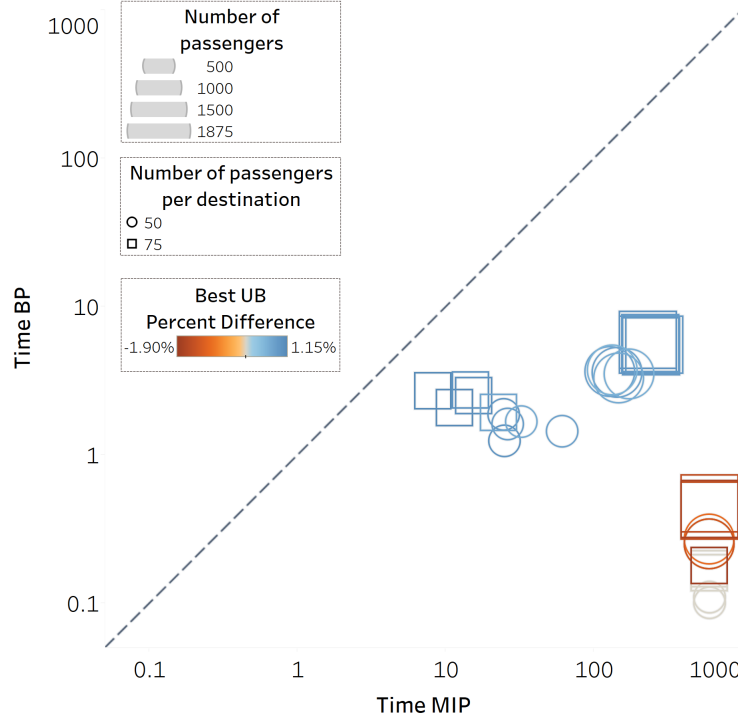 Number of
passengers
500
1000
1500
1875
Number of passengers
per destination
50
75
Best UB
Percent Difference
-1.90%
1.15%
1000
100
10
1
0.1
Time BP
0.1
1
10
100
1000
Time MIP